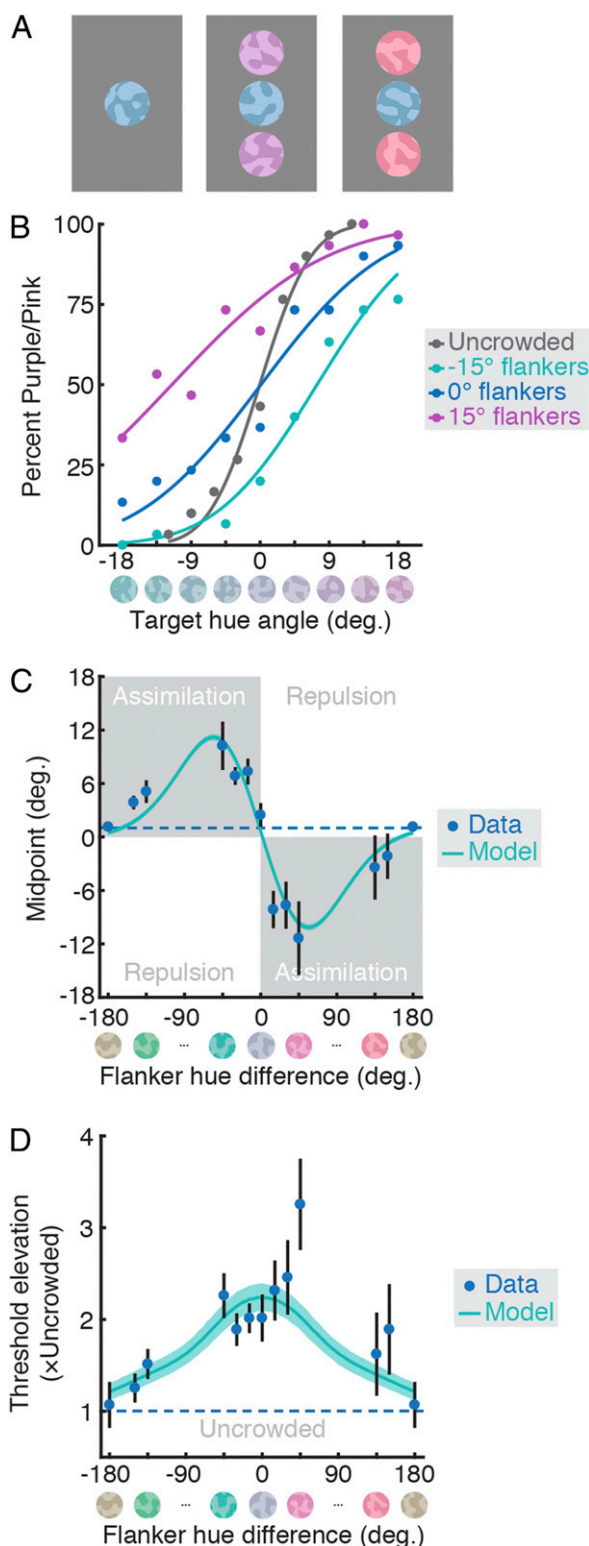 A
B
100
75
50
25
0
Percent Purple/Pink
-18
-9
0
9
18
Target hue angle (deg.)
Uncrowded
-15° flankers
0° flankers
15° flankers
C
18
12
6
0
-6
-12
-18
Midpoint (deg.)
Assimilation
Repulsion
Repulsion
Assimilation
Data
Model
-180
-90
0
90
180
...
...
Flanker hue difference (deg.)
D
4
3
2
1
Threshold elevation
(×Uncrowded)
Uncrowded
Data
Model
-180
-90
0
90
180
...
...
Flanker hue difference (deg.)